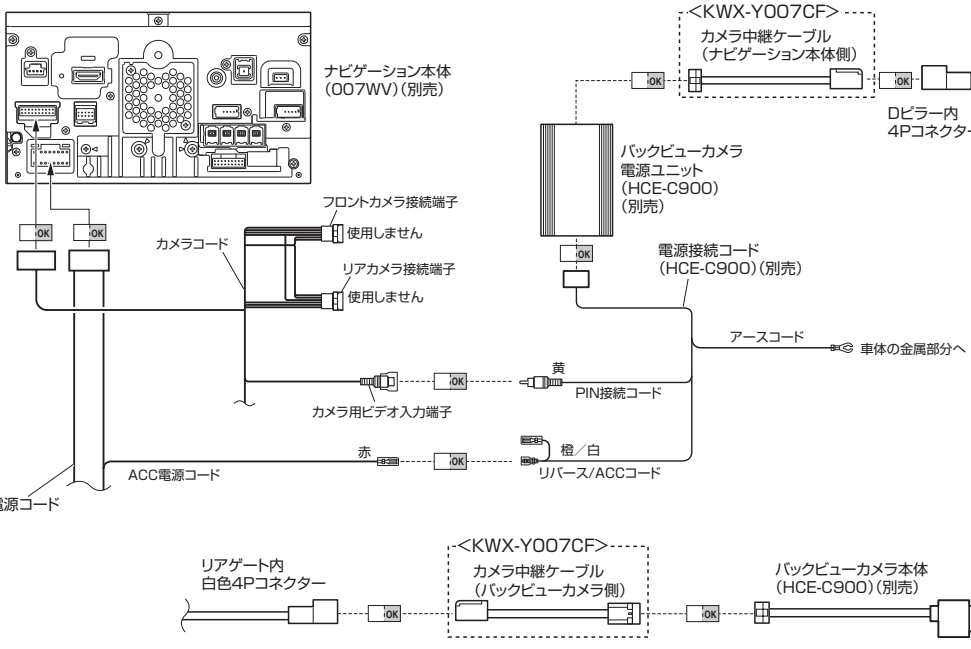 <KWX-Y007CF>
カメラ中継ケーブル
(ナビゲーション本体側)
OK
OK
Dピラー内
4Pコネクター
ナビゲーション本体
(007WV)(別売)
バックビューカメラ
電源ユニット
(HCE-C900)
(別売)
OK
OK
フロントカメラ接続端子
使用しません
カメラコード
リアカメラ接続端子
使用しません
OK
電源接続コード
(HCE-C900)(別売)
アースコード
車体の金属部分へ
カメラ用ビデオ入力端子
OK
黄
PIN接続コード
赤
ACC電源コード
OK
橙/白
リバース/ACCコード
電源コード
リアゲート内
白色4Pコネクター
OK
<KWX-Y007CF>
カメラ中継ケーブル
(バックビューカメラ側)
OK
バックビューカメラ本体
(HCE-C900)(別売)